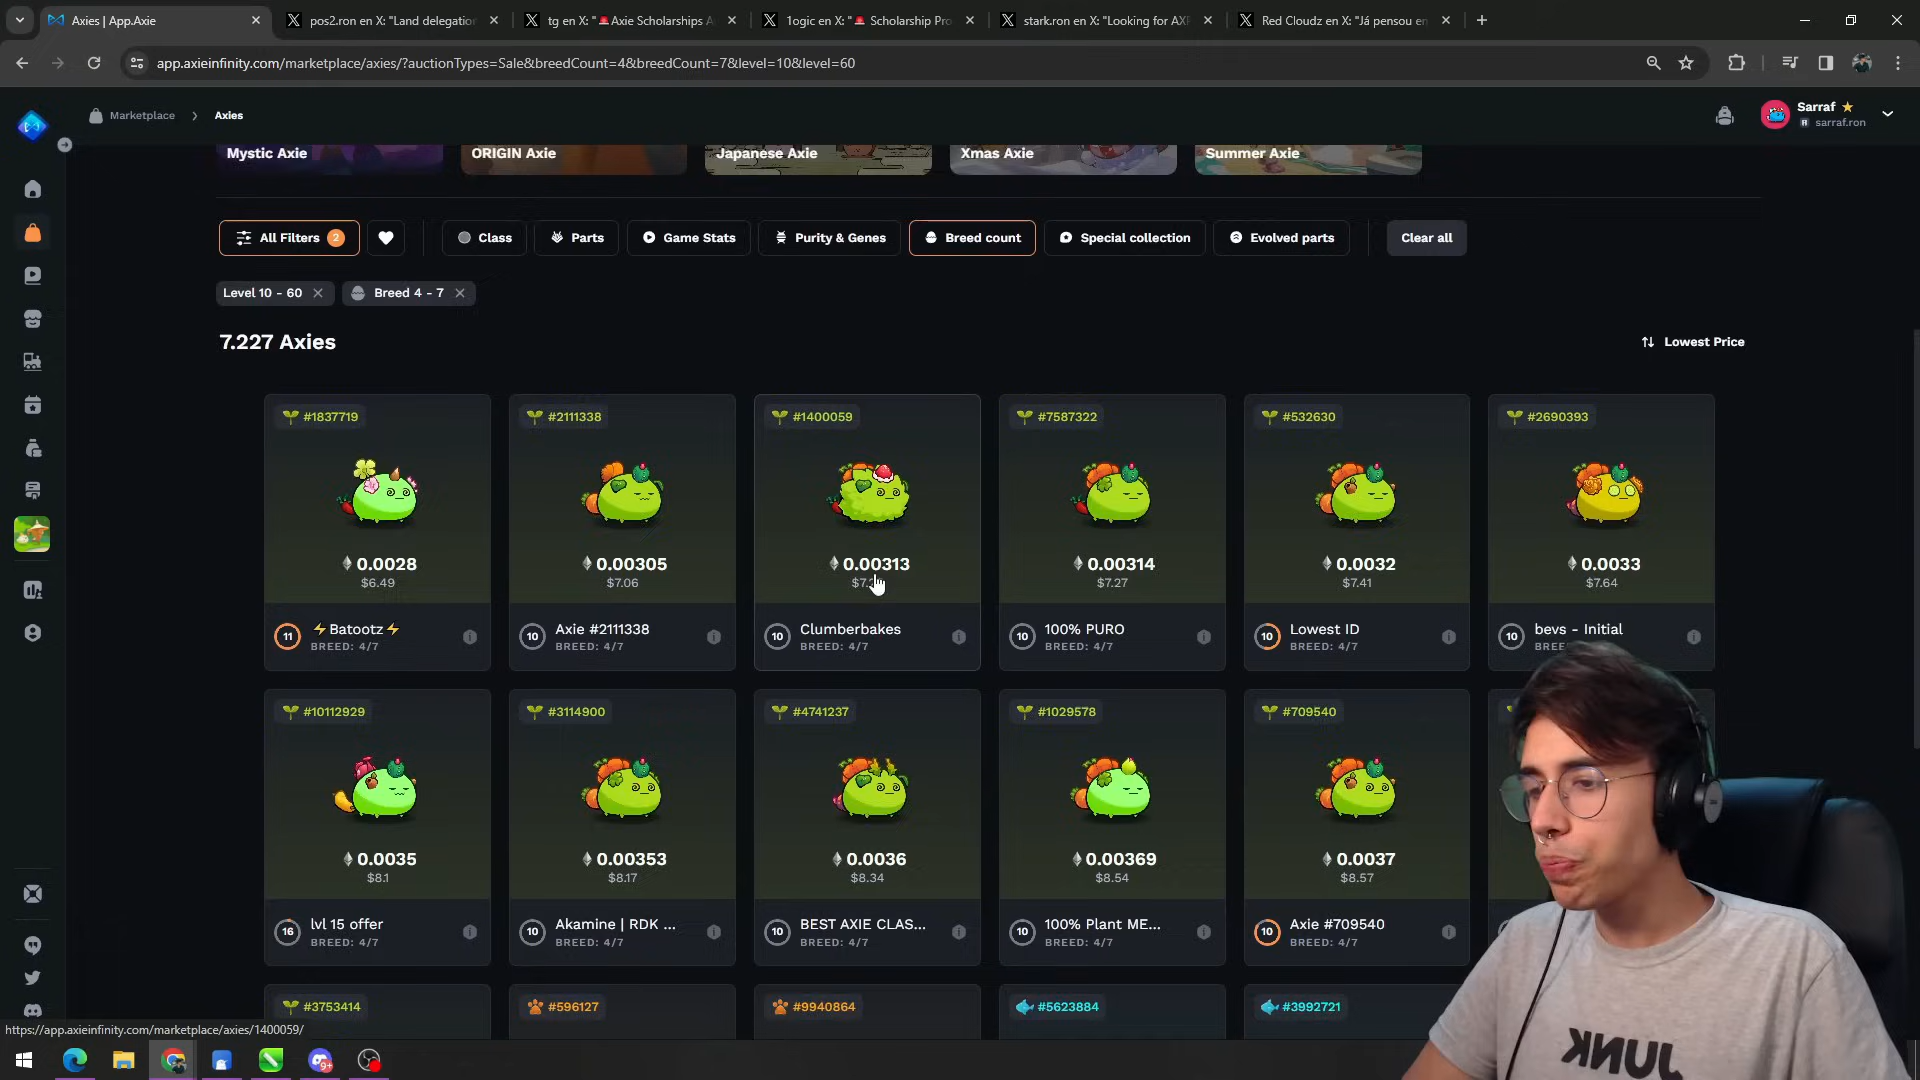 Axies | App.Axie
pos2.ron en X: "Land delegation
tg en X: "🚨Axie Scholarships A
1ogic en X: "🚨 Scholarship Pro
stark.ron en X: "Looking for AXP
Red Cloudz en X: "Já pensou en
app.axieinfinity.com/marketplace/axies/?auctionTypes=Sale&breedCount=4&breedCount=7&level=10&level=60
Marketplace
Axies
Sarraf
sarraf.ron
Mystic Axie
ORIGIN Axie
Japanese Axie
Xmas Axie
Summer Axie
All Filters 2
Class
Parts
Game Stats
Purity & Genes
Breed count
Special collection
Evolved parts
Clear all
Level 10 - 60
Breed 4 - 7
7.227 Axies
Lowest Price
#1837719
0.0028
$6.49
11
⚡Batootz⚡
BREED: 4/7
#2111338
0.00305
$7.06
10
Axie #2111338
BREED: 4/7
#1400059
0.00313
10
Clumberbakes
BREED: 4/7
#7587322
0.00314
$7.27
10
100% PURO
BREED: 4/7
#532630
0.0032
$7.41
10
Lowest ID
BREED: 4/7
#2690393
0.0033
$7.64
10
bevs - Initial
#10112929
0.0035
$8.1
16
lvl 15 offer
BREED: 4/7
#3114900
0.00353
$8.17
10
Akamine | RDK ...
BREED: 4/7
#4741237
0.0036
$8.34
10
BEST AXIE CLAS...
BREED: 4/7
#1029578
0.00369
$8.54
10
100% Plant ME...
BREED: 4/7
#709540
0.0037
$8.57
10
Axie #709540
BREED: 4/7
#3753414
#596127
#9940864
#5623884
#3992721
JUNK
https://app.axieinfinity.com/marketplace/axies/1400059/
9+